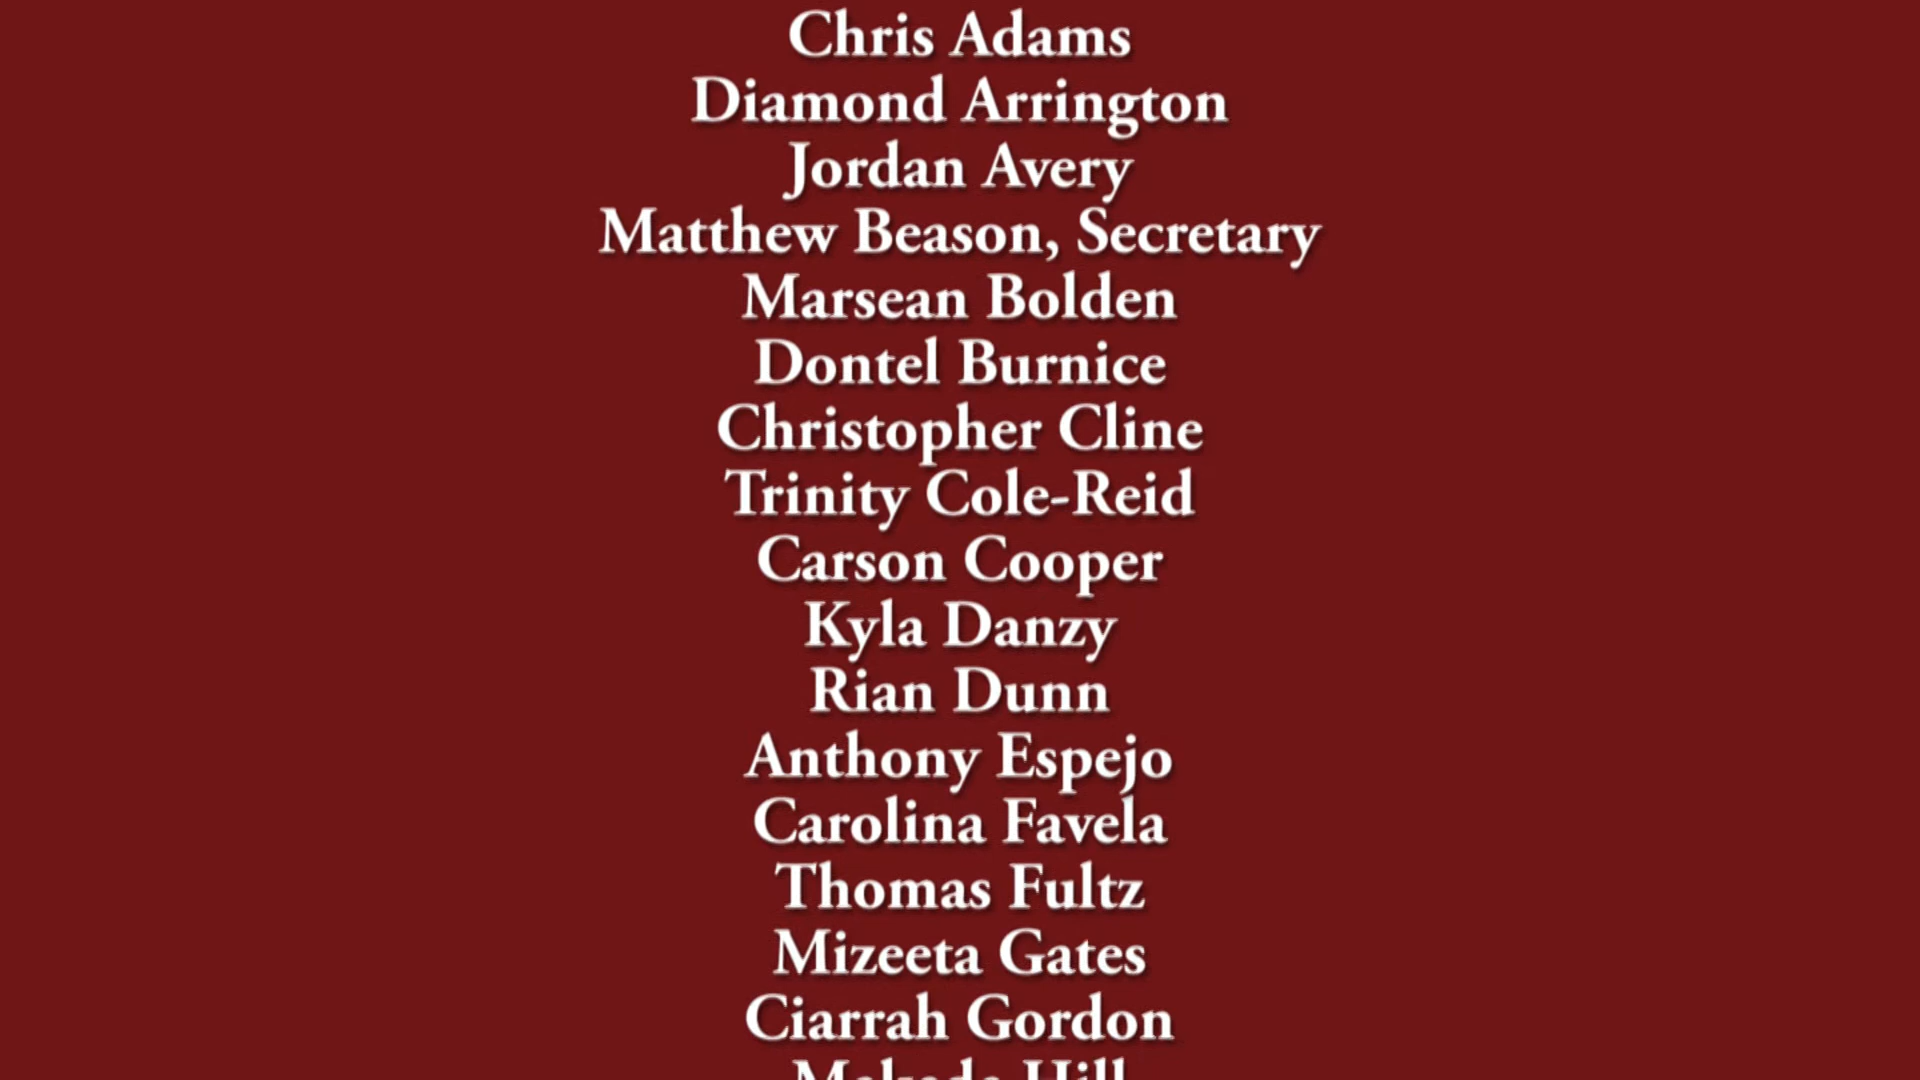 Chris Adams
Diamond Arrington
Jordan Avery
Matthew Beason, Secretary
Marsean Bolden
Dontel Burnice
Christopher Cline
Trinity Cole-Reid
Carson Cooper
Kyla Danzy
Rian Dunn
Anthony Espejo
Carolina Favela
Thomas Fultz
Mizeeta Gates
Ciarrah Gordon
Hill